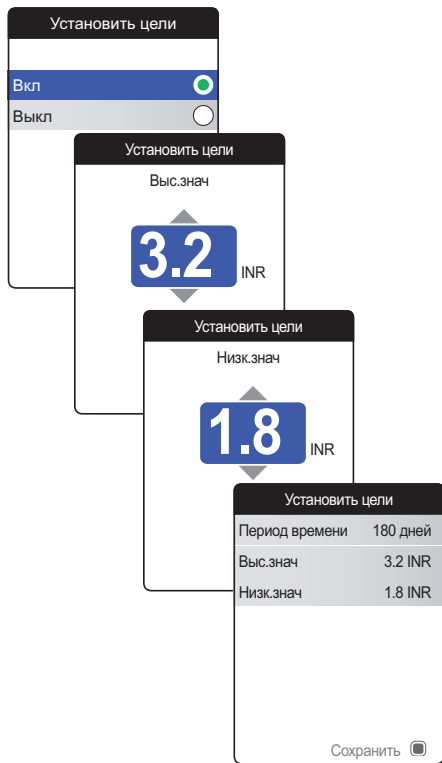 Установить цели
Вкл
Выкл
Установить цели
Выс.знач
3.2 INR
Установить цели
Низк.знач
1.8 INR
Установить цели
Период времени 180 дней
Выс.знач 3.2 INR
Низк.знач 1.8 INR
Сохранить